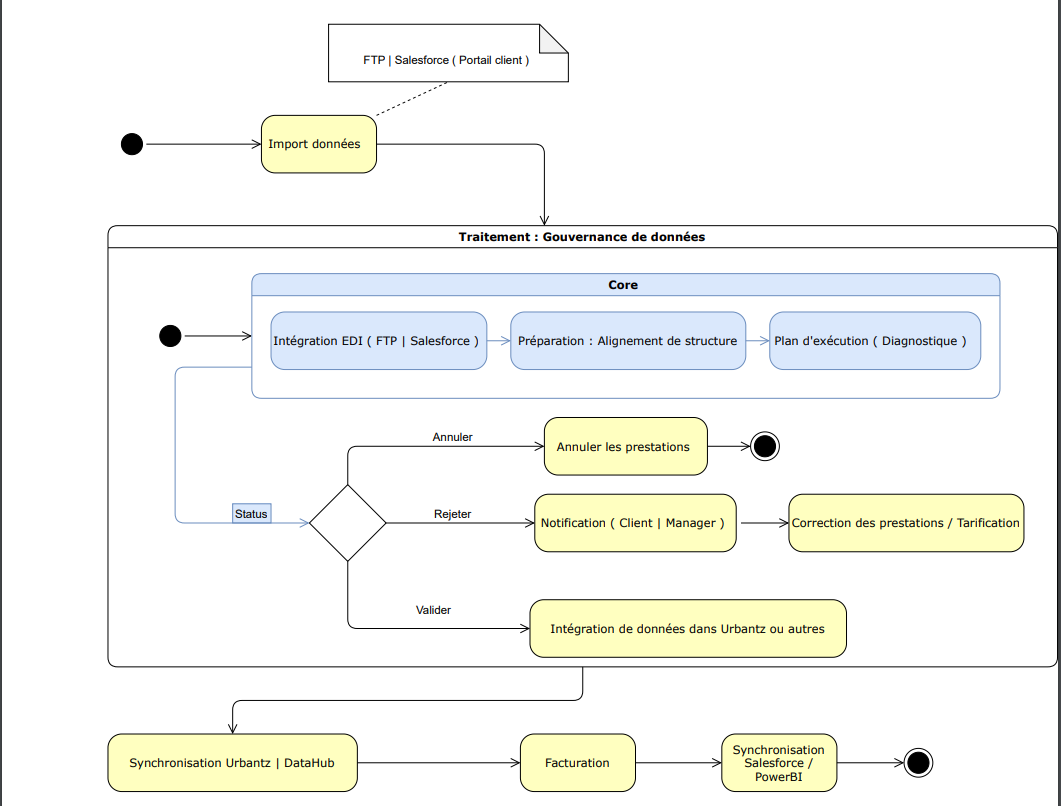 FTP | Salesforce ( Portail client )
Import données
Traitement : Gouvernance de données
Core
Intégration EDI ( FTP | Salesforce )
Préparation : Alignement de structure
Plan d'exécution ( Diagnostique )
Annuler
Annuler les prestations
Status
Rejeter
Notification ( Client | Manager )
Correction des prestations / Tarification
Valider
Intégration de données dans Urbantz ou autres
Synchronisation Urbantz | DataHub
Facturation
Synchronisation
Salesforce /
PowerBI